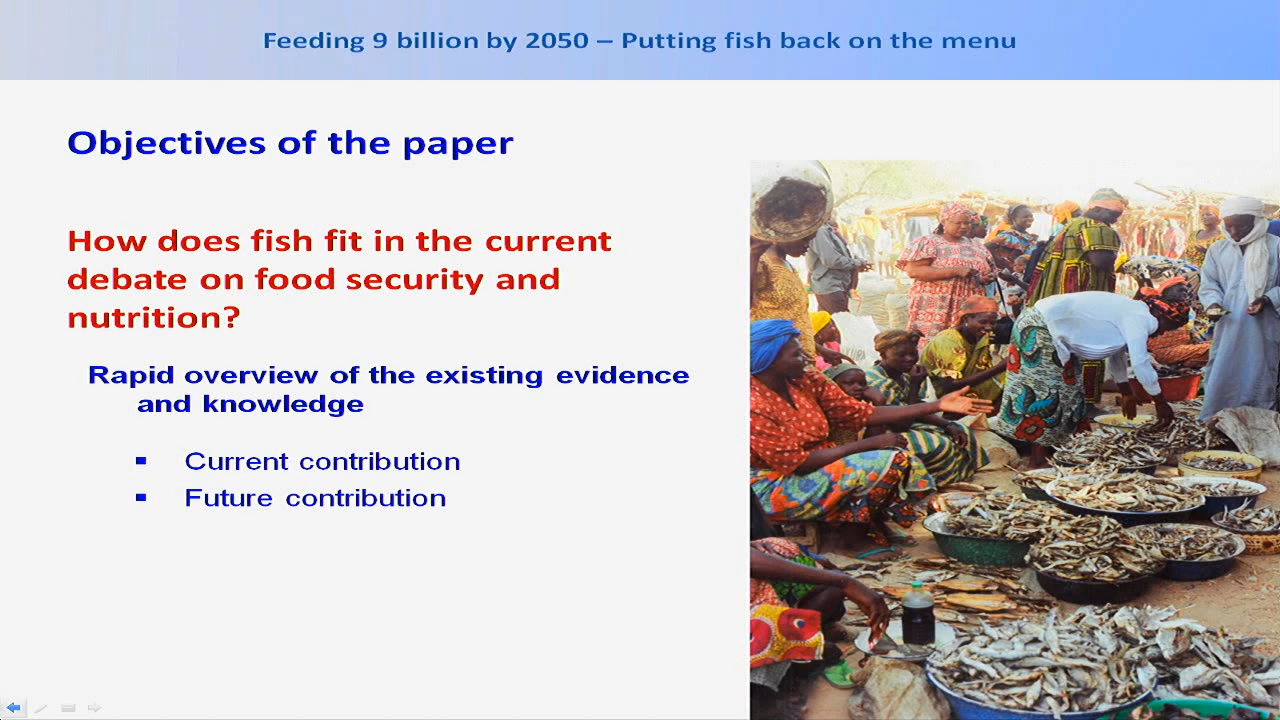 Feeding 9 billion by 2050 – Putting fish back on the menu
Objectives of the paper
How does fish fit in the current
debate on food security and
nutrition?
Rapid overview of the existing evidence
and knowledge
▪ Current contribution
▪ Future contribution